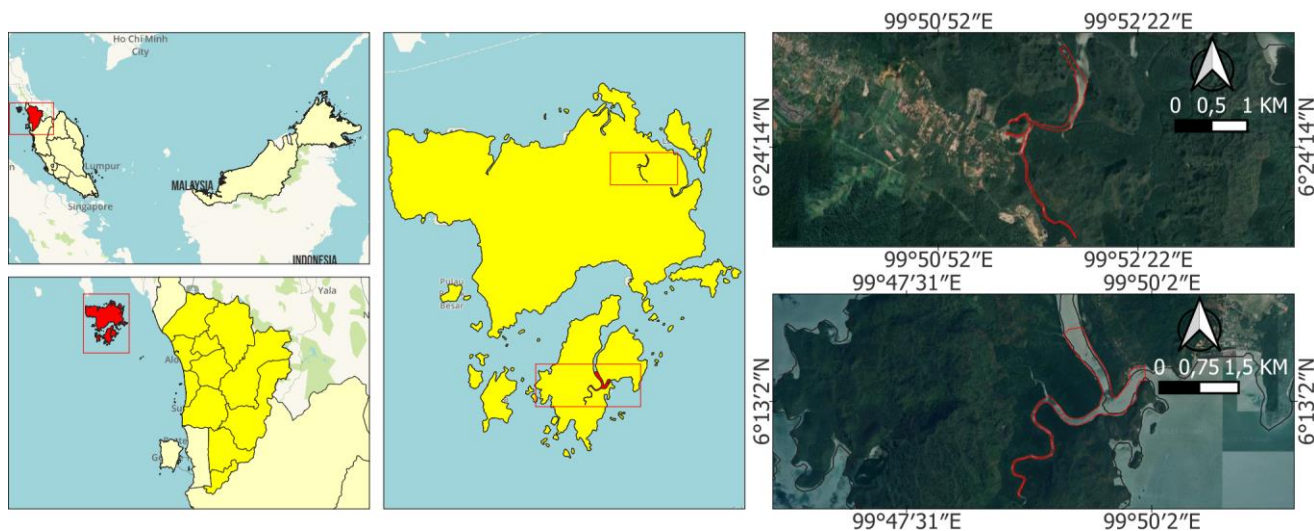 Ho Chi Minh
City
Lumpur
MALAYSIA
Singapore
INDONESIA
Yala
Alo
Su
Ge
Pulau
Besar
99°50′52″E
99°52′22″E
6°24′14″N
6°24′14″N
0 0,5 1 KM
99°50′52″E
99°52′22″E
99°47′31″E
99°50′2″E
6°13′2″N
6°13′2″N
0 0,75 1,5 KM
99°47′31″E
99°50′2″E